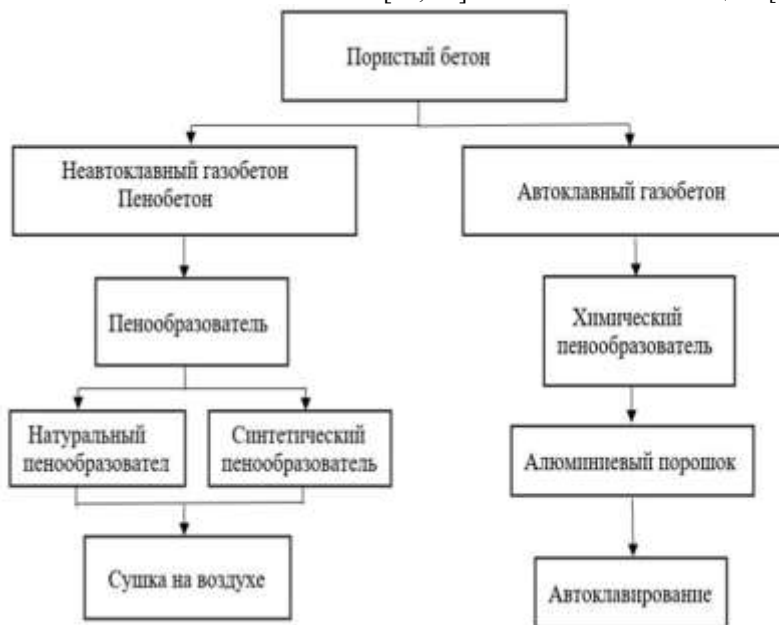 Пористый бетон
Неавтоклавный газобетон
Пенобетон
Автоклавный газобетон
Пенообразователь
Химический
пенообразователь
Натуральный
пенообразовател
Синтетический
пенообразователь
Алюминиевый порошок
Сушка на воздухе
Автоклавирование